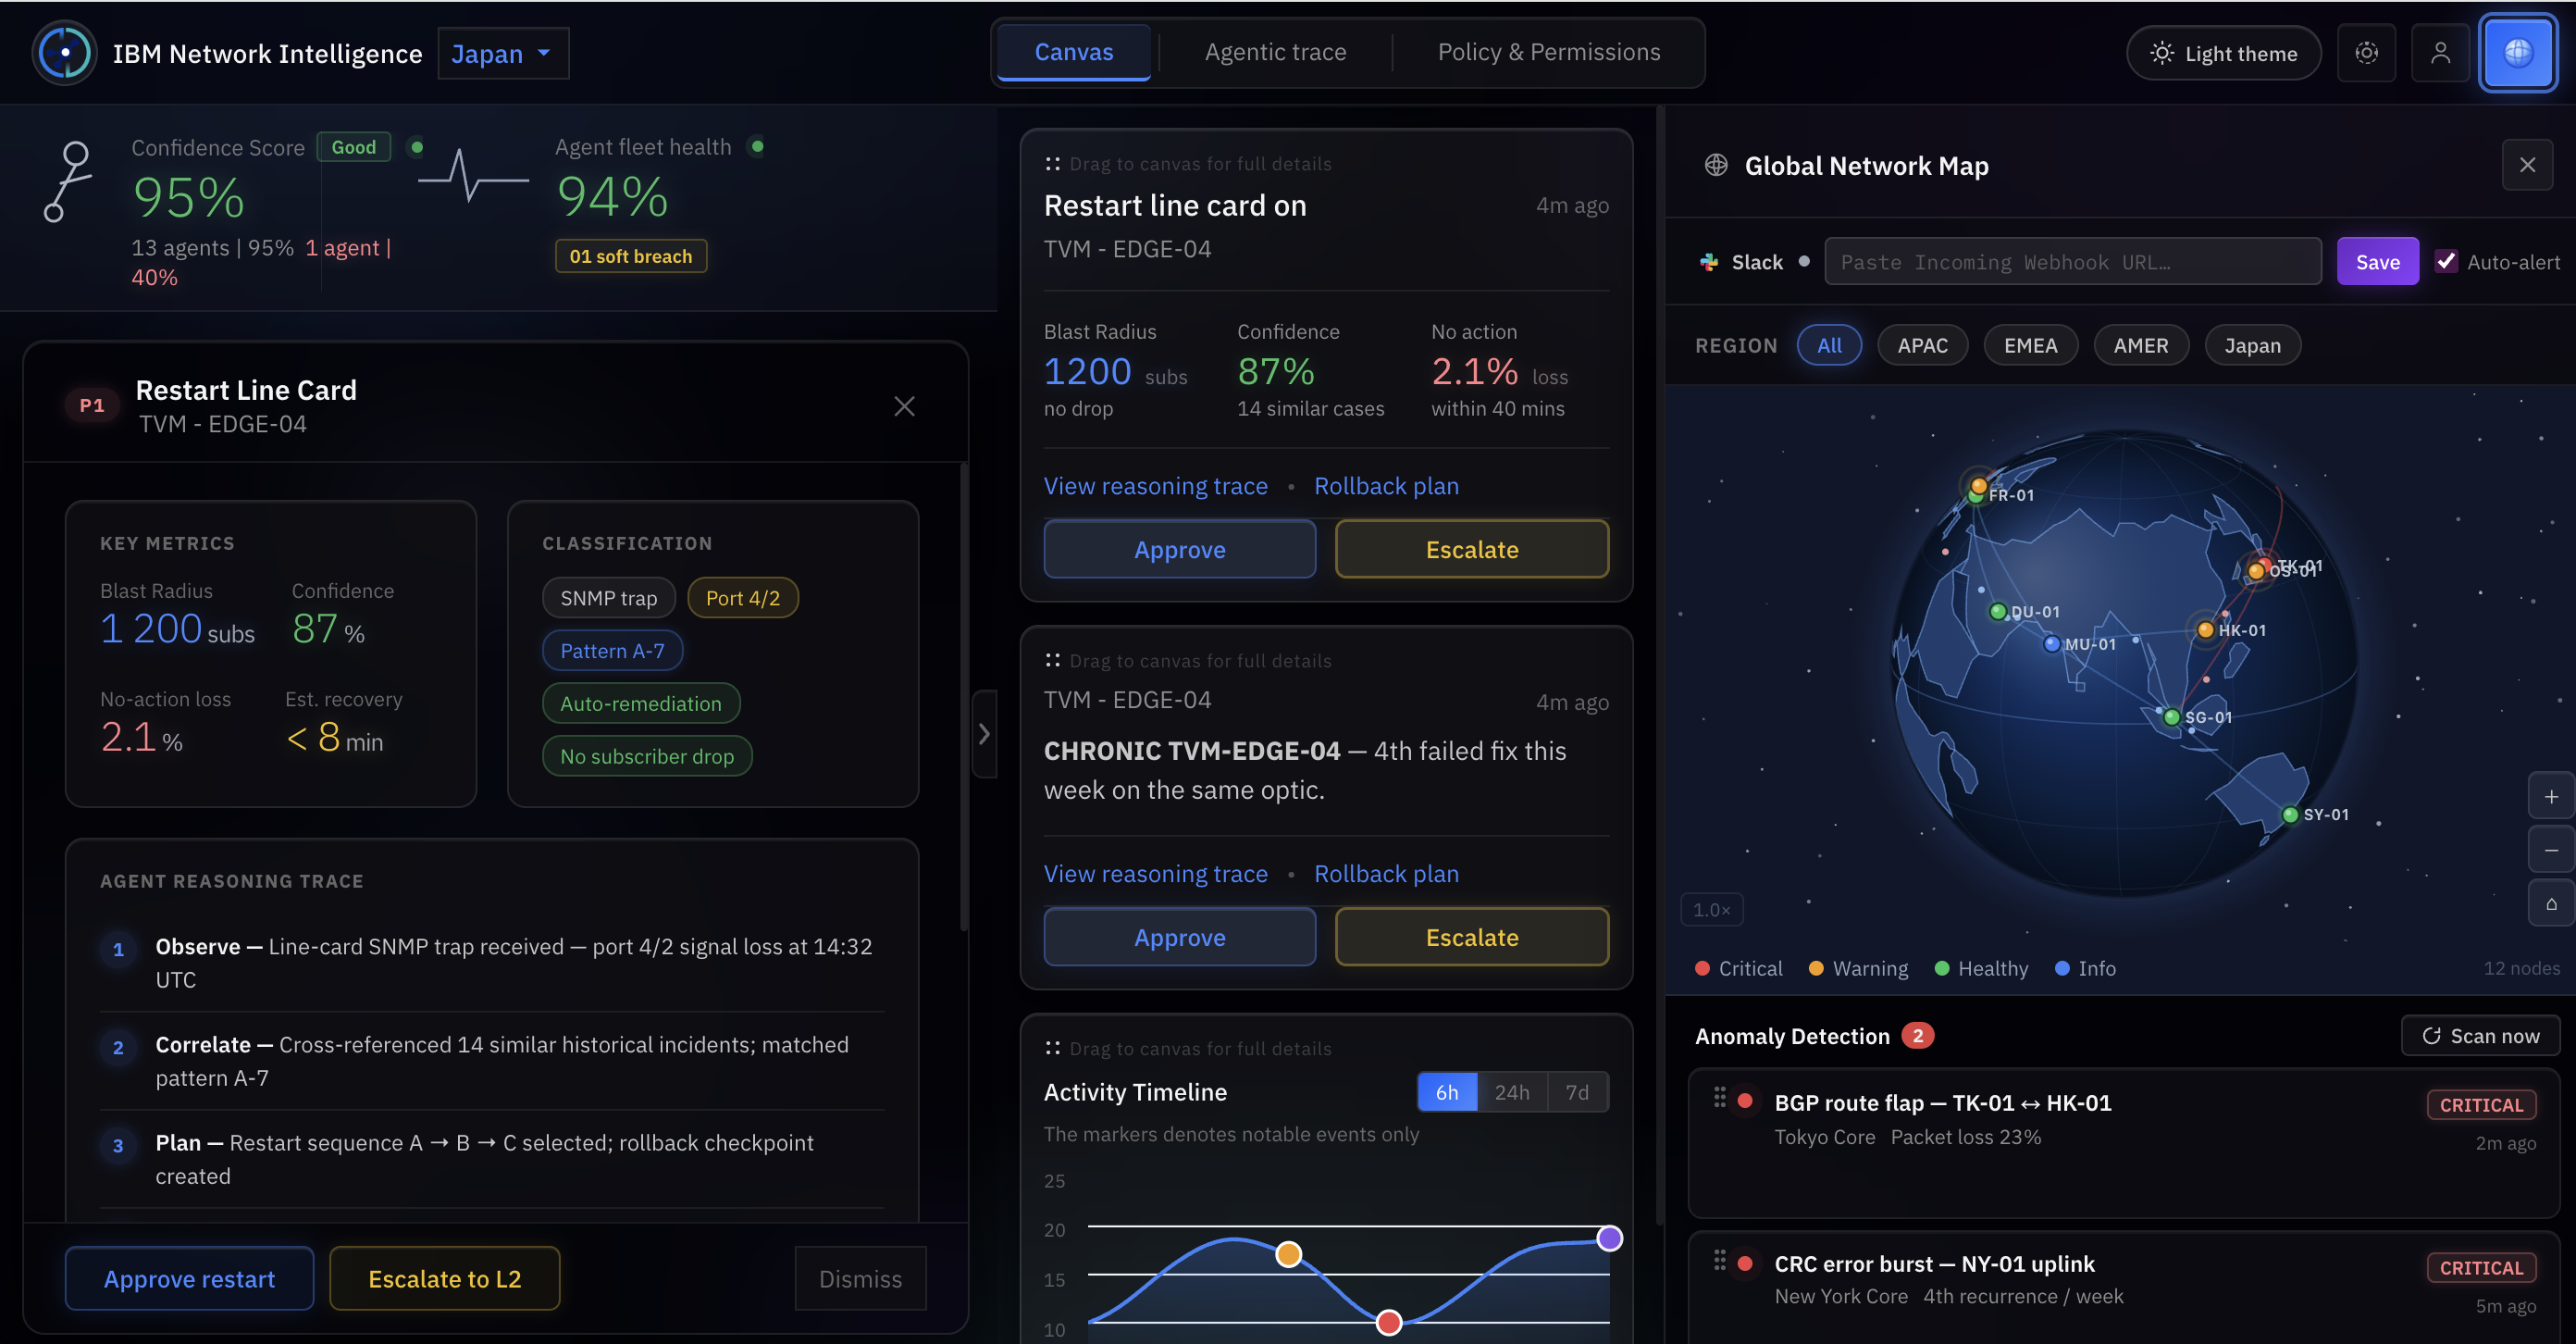 IBM Network Intelligence
Japan
Canvas
Agentic trace
Policy & Permissions
Light theme
Confidence Score
Good
95%
13 agents | 95% 1 agent |
40%
Agent fleet health
94%
01 soft breach
P1
Restart Line Card
TVM - EDGE-04
KEY METRICS
Blast Radius
1 200 subs
Confidence
87 %
No-action loss
2.1 %
Est. recovery
< 8 min
CLASSIFICATION
SNMP trap
Port 4/2
Pattern A-7
Auto-remediation
No subscriber drop
AGENT REASONING TRACE
1
Observe — Line-card SNMP trap received — port 4/2 signal loss at 14:32
UTC
2
Correlate — Cross-referenced 14 similar historical incidents; matched
pattern A-7
3
Plan — Restart sequence A → B → C selected; rollback checkpoint
created
Approve restart
Escalate to L2
Dismiss
Drag to canvas for full details
Restart line card on
4m ago
TVM - EDGE-04
Blast Radius
1200 subs
no drop
Confidence
87%
14 similar cases
No action
2.1% loss
within 40 mins
View reasoning trace • Rollback plan
Approve
Escalate
Drag to canvas for full details
TVM - EDGE-04
4m ago
CHRONIC TVM-EDGE-04 — 4th failed fix this
week on the same optic.
View reasoning trace • Rollback plan
Approve
Escalate
Drag to canvas for full details
Activity Timeline
6h
24h
7d
The markers denotes notable events only
25
20
15
10
Global Network Map
Slack
Paste Incoming Webhook URL…
Save
Auto-alert
REGION
All
APAC
EMEA
AMER
Japan
FR-01
TK-01
OS-01
DU-01
HK-01
MU-01
SG-01
SY-01
1.0×
Critical
Warning
Healthy
Info
12 nodes
Anomaly Detection 2
Scan now
BGP route flap — TK-01 ↔ HK-01
CRITICAL
Tokyo Core Packet loss 23%
2m ago
CRC error burst — NY-01 uplink
CRITICAL
New York Core 4th recurrence / week
5m ago